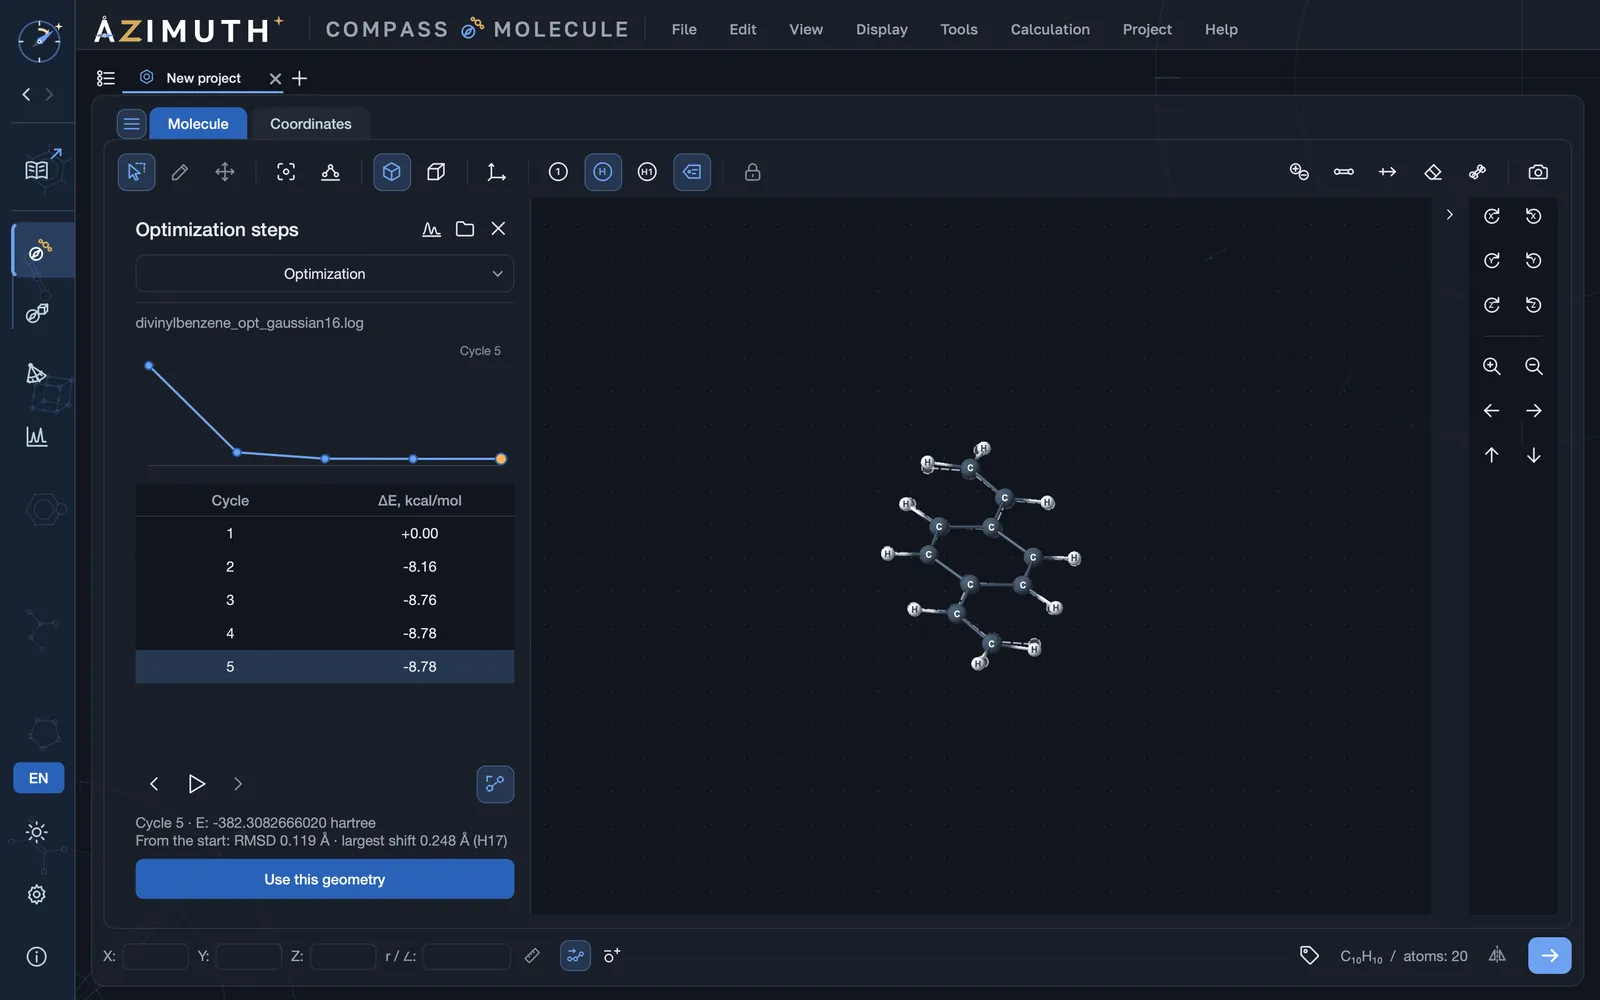 AZIMUTH
COMPASS MOLECULE
File Edit View Display Tools Calculation Project Help
New project
Molecule Coordinates
1 H H1
Optimization steps
Optimization
divinylbenzene_opt_gaussian16.log
Cycle 5
Cycle ΔE, kcal/mol
1 +0.00
2 -8.16
3 -8.76
4 -8.78
5 -8.78
Cycle 5 · E: -382.3082666020 hartree
From the start: RMSD 0.119 Å · largest shift 0.248 Å (H17)
Use this geometry
H
H C
C H
H C C
H C C H
C C
H C H
C H
H
X X
Y Y
Z Z
EN
X: Y: Z: r / ∠:
C₁₀H₁₀ / atoms: 20